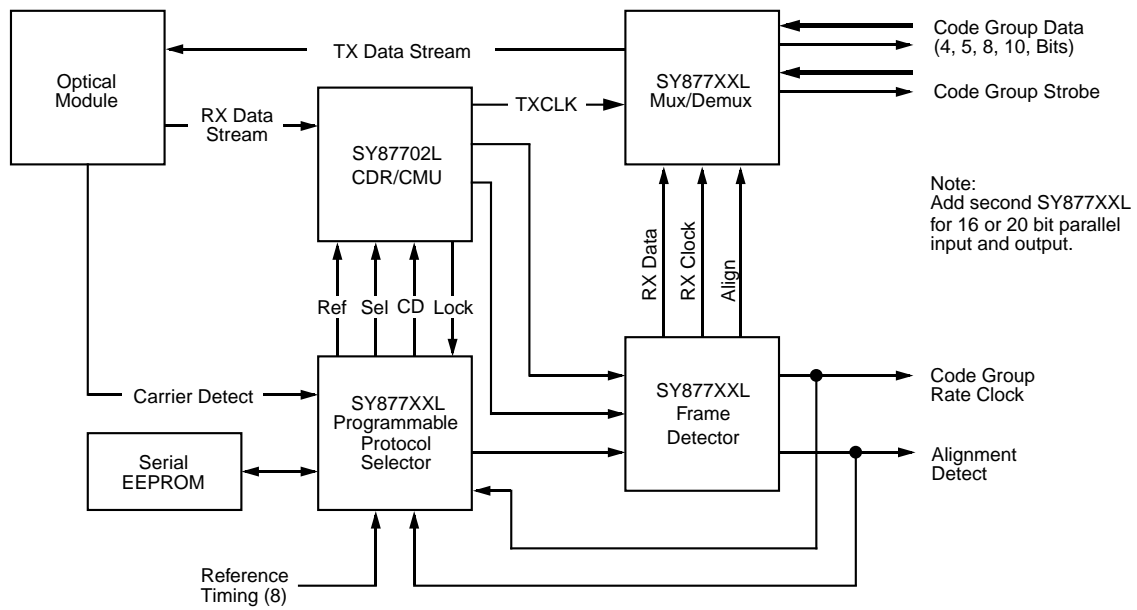 Optical
Module
TX Data Stream
RX Data
Stream
SY87702L
CDR/CMU
TXCLK
SY877XXL
Mux/Demux
Code Group Data
(4, 5, 8, 10, Bits)
Code Group Strobe
Note:
Add second SY877XXL
for 16 or 20 bit parallel
input and output.
Ref
Sel
CD
Lock
RX Data
RX Clock
Align
Carrier Detect
SY877XXL
Programmable
Protocol
Selector
SY877XXL
Frame
Detector
Code Group
Rate Clock
Alignment
Detect
Serial
EEPROM
Reference
Timing (8)